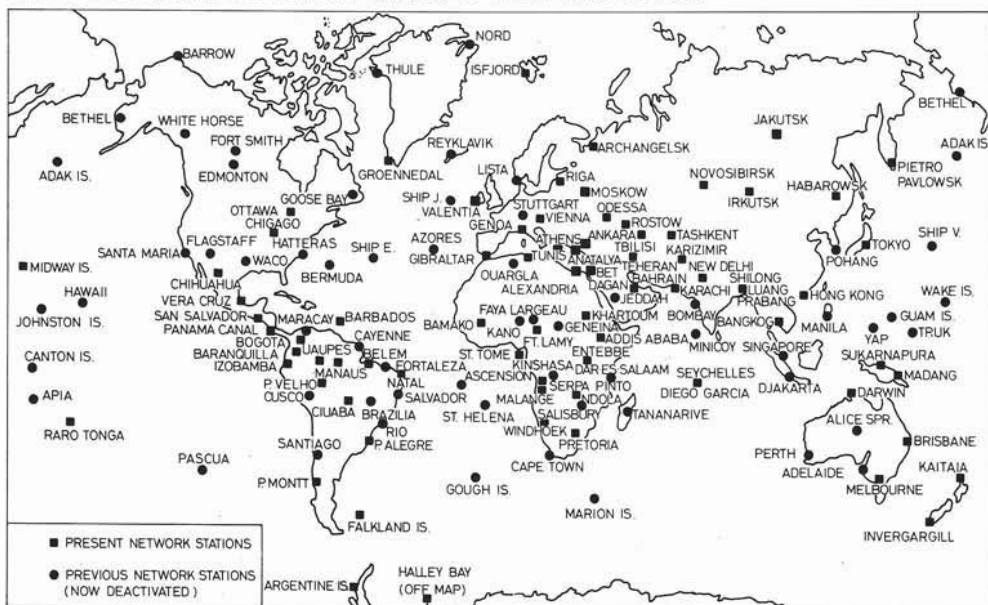 NORD
BARROW
THULE
ISFJORD
BETHEL
BETHEL
WHITE HORSE
JAKUTSK
FORT SMITH
REYKLAVIK
ARCHANGELSK
ADAK IS.
ADAK IS.
EDMONTON
GROENNEDAL
LISTA
RIGA
NOVOSIBIRSK
PIETRO
PAVLOWSK
MOSKOW
HABAROWSK
GOOSE BAY
SHIP J.
STUTTGART
ODESSA
IRKUTSK
VALENTIA
VIENNA
OTTAWA
ROSTOW
CHIGAGO
GENOA
FLAGSTAFF
HATTERAS
AZORES
ATHENS
ANKARA
TASHKENT
TOKYO
SHIP V.
SANTA MARIA
SHIP E.
TBILISI
KARIZIMIR
GIBRALTAR
TUNIS
POHANG
WACO
ANATALYA
TEHERAN
NEW DELHI
MIDWAY IS.
BERMUDA
OUARGLA
BET
DAGAN
BAHRAIN
SHILONG
CHIHUAHUA
ALEXANDRIA
KARACHI
LUANG
PRABANG
HAWAII
JEDDAH
HONG KONG
WAKE IS.
VERA CRUZ
FAYA LARGEAU
JOHNSTON IS.
SAN SALVADOR
MARACAY
BARBADOS
BAMAKO
KHARTOUM
BOMBAY
GUAM IS.
KANO
GENEINA
BANGKOG
MANILA
PANAMA CANAL
CAYENNE
FT. LAMY
ADDIS ABABA
MINICOY
YAP
TRUK
BOGOTA
ENTEBBE
SINGAPORE
CANTON IS.
BARANQUILLA
UAUPES
BELEM
ST. TOME
SUKARNAPURA
IZOBAMBA
MANAUS
FORTALEZA
KINSHASA
DAR ES SALAAM
SEYCHELLES
P. VELHO
NATAL
ASCENSION
SERPA PINTO
DIEGO GARCIA
DJAKARTA
MADANG
APIA
CUSCO
SALVADOR
MALANGE
NDOLA
DARWIN
CIUABA
BRAZILIA
ST. HELENA
SALISBURY
TANANARIVE
ALICE SPR.
RARO TONGA
RIO
WINDHOEK
SANTIAGO
P. ALEGRE
PRETORIA
BRISBANE
PASCUA
CAPE TOWN
PERTH
ADELAIDE
KAITAIA
P. MONTT
GOUGH IS.
MELBOURNE
MARION IS.
FALKLAND IS.
INVERGARGILL
PRESENT NETWORK STATIONS
PREVIOUS NETWORK STATIONS
(NOW DEACTIVATED)
ARGENTINE IS.
HALLEY BAY
(OFF MAP)